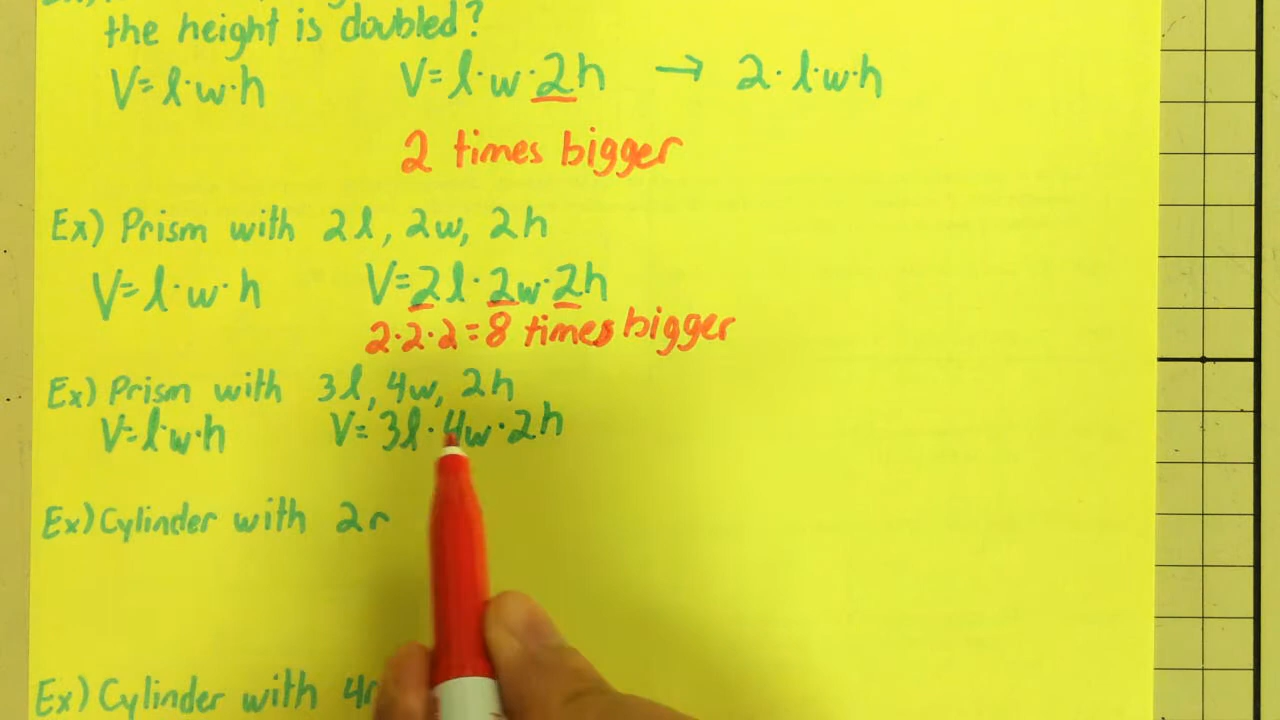 the height is doubled?
V=l·w·h V=l·w·2h → 2·l·w·h
2 times bigger
Ex) Prism with 2l, 2w, 2h
V=l·w·h V=2l·2w·2h
2·2·2=8 times bigger
Ex) Prism with 3l, 4w, 2h
V=l·w·h V=3l·4w·2h
Ex) Cylinder with 2r
Ex) Cylinder with 4r